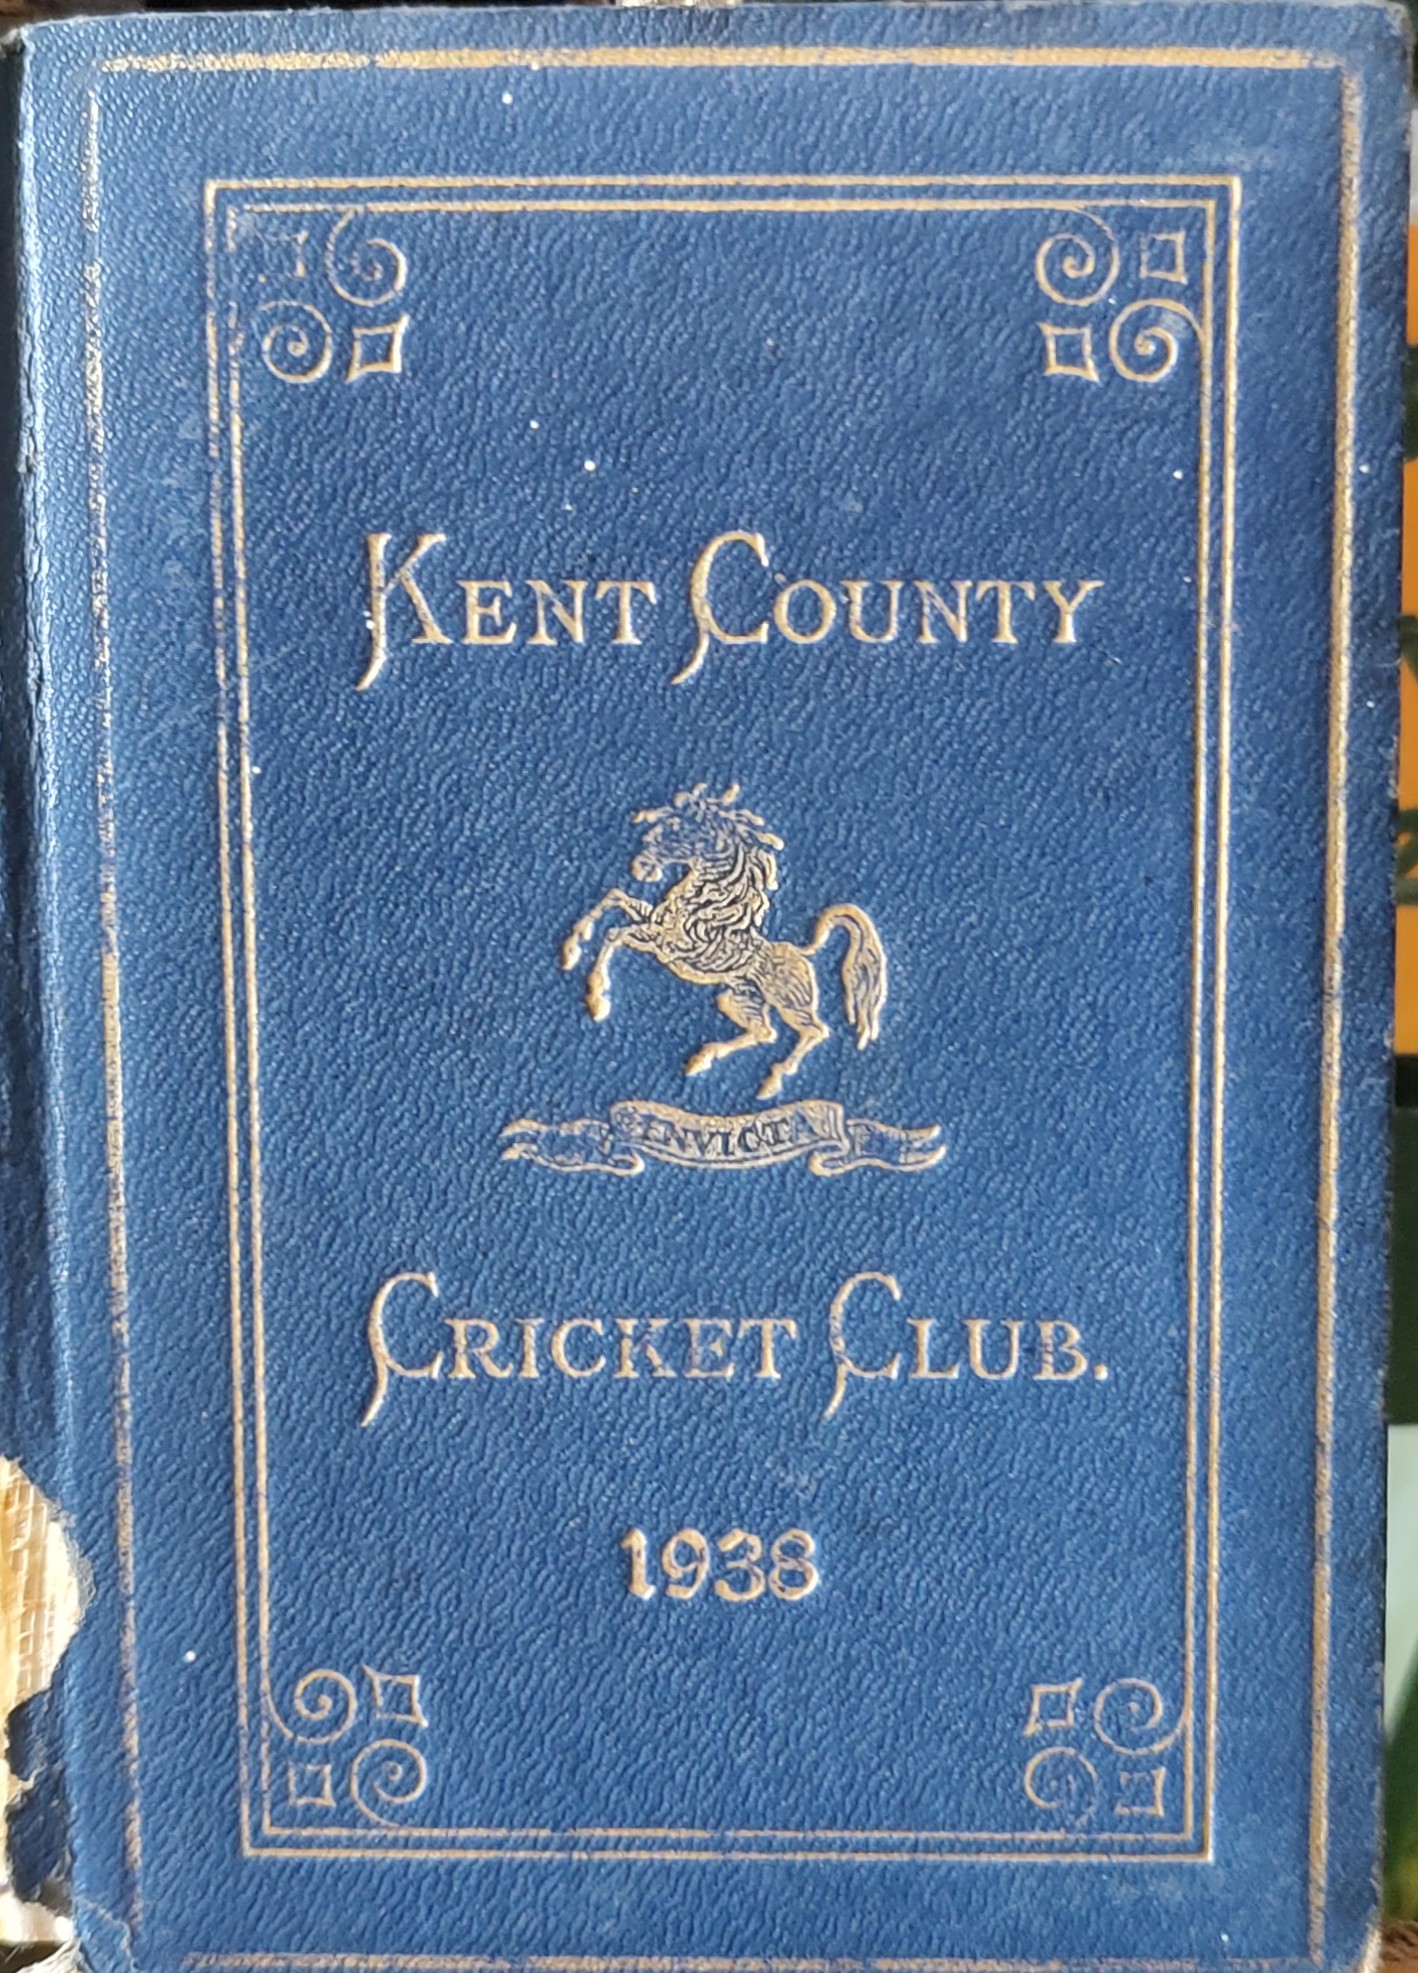 KENT COUNTY
INVICTA
CRICKET CLUB.
1938